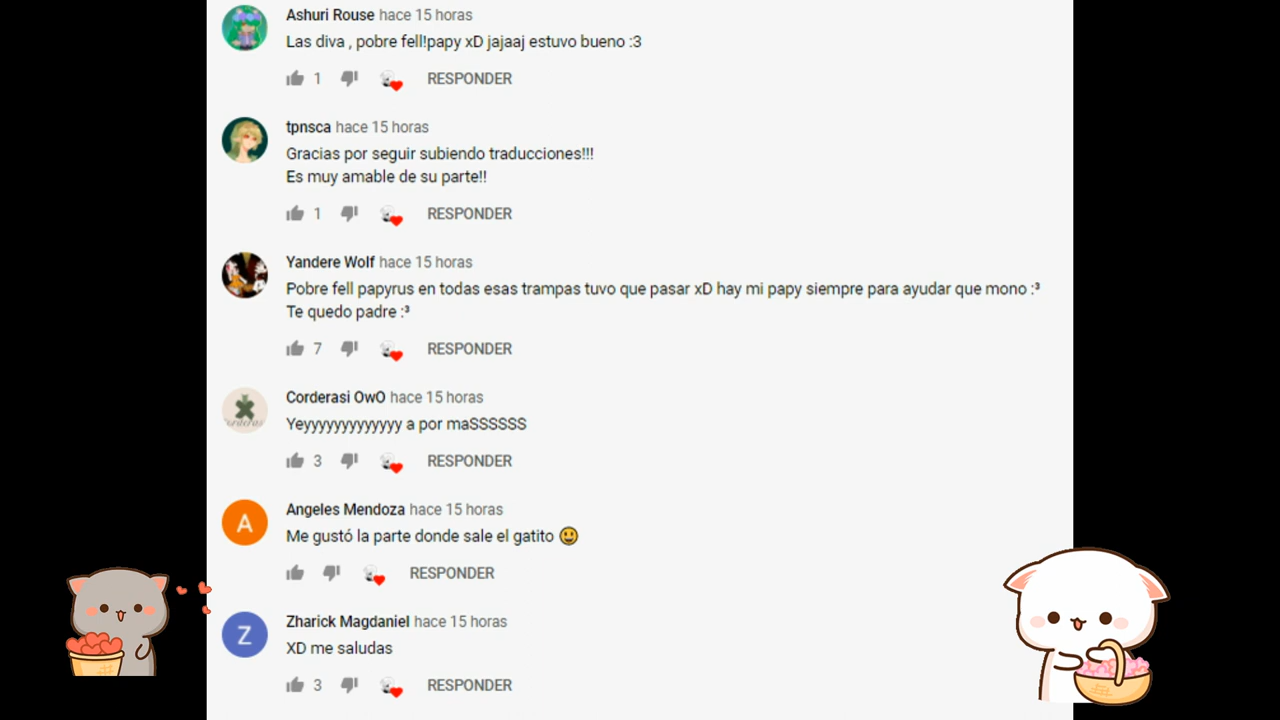 Ashuri Rouse hace 15 horas
Las diva , pobre fell!papy xD jajaaj estuvo bueno :3
1 RESPONDER
tpnsca hace 15 horas
Gracias por seguir subiendo traducciones!!!
Es muy amable de su parte!!
1 RESPONDER
Yandere Wolf hace 15 horas
Pobre fell papyrus en todas esas trampas tuvo que pasar xD hay mi papy siempre para ayudar que mono :³
Te quedo padre :³
7 RESPONDER
Corderasi OwO hace 15 horas
Yeyyyyyyyyyyyyy a por maSSSSSS
3 RESPONDER
A
Angeles Mendoza hace 15 horas
Me gustó la parte donde sale el gatito 😃
RESPONDER
Z
Zharick Magdaniel hace 15 horas
XD me saludas
3 RESPONDER